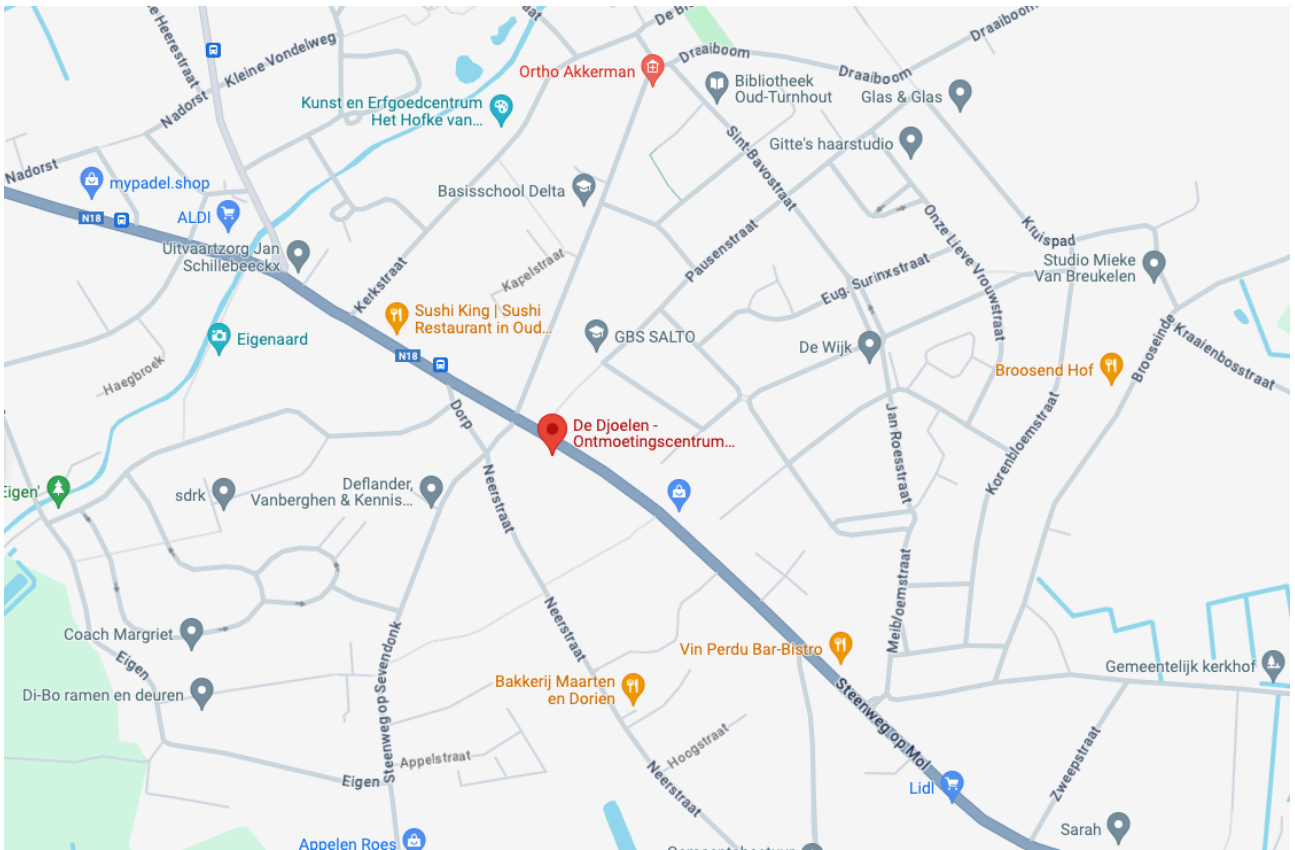 De Bl
Draaiboom
Draaiboom
Draaiboom
Kleine Vondelweg
Nadorst
Nadorst
Ortho Akkerman
Bibliotheek
Oud-Turnhout
Glas & Glas
Kunst en Erfgoedcentrum
Het Hofke van...
Gitte's haarstudio
Sint-Bavostraat
mypadel.shop
Basisschool Delta
N18
ALDI
Onze Lieve Vrouwstraat
Kruispad
Uitvaartzorg Jan
Schillebeeckx
Pausenstraat
Kapelstraat
Kerkstraat
Eug. Surinxstraat
Studio Mieke
Van Breukelen
Sushi King | Sushi
Restaurant in Oud...
Eigenaard
GBS SALTO
De Wijk
N18
Haegbroek
Broosend Hof
Brooseinde
Kraaienbosstraat
Dorp
De Djoelen -
Ontmoetingscentrum...
Jan Roesstraat
Korenbloemstraat
Eigen'
sdrk
Deflander,
Vanberghen & Kennis...
Neerstraat
Meibloemstraat
Neerstraat
Coach Margriet
Eigen
Vin Perdu Bar-Bistro
Gemeentelijk kerkhof
Di-Bo ramen en deuren
Bakkerij Maarten
en Dorien
Steenweg op Sevendonk
Steenweg op Mol
Hoogstraat
Appelstraat
Eigen
Neerstraat
Zweepstraat
Lidl
Appelen Roes
Sarah